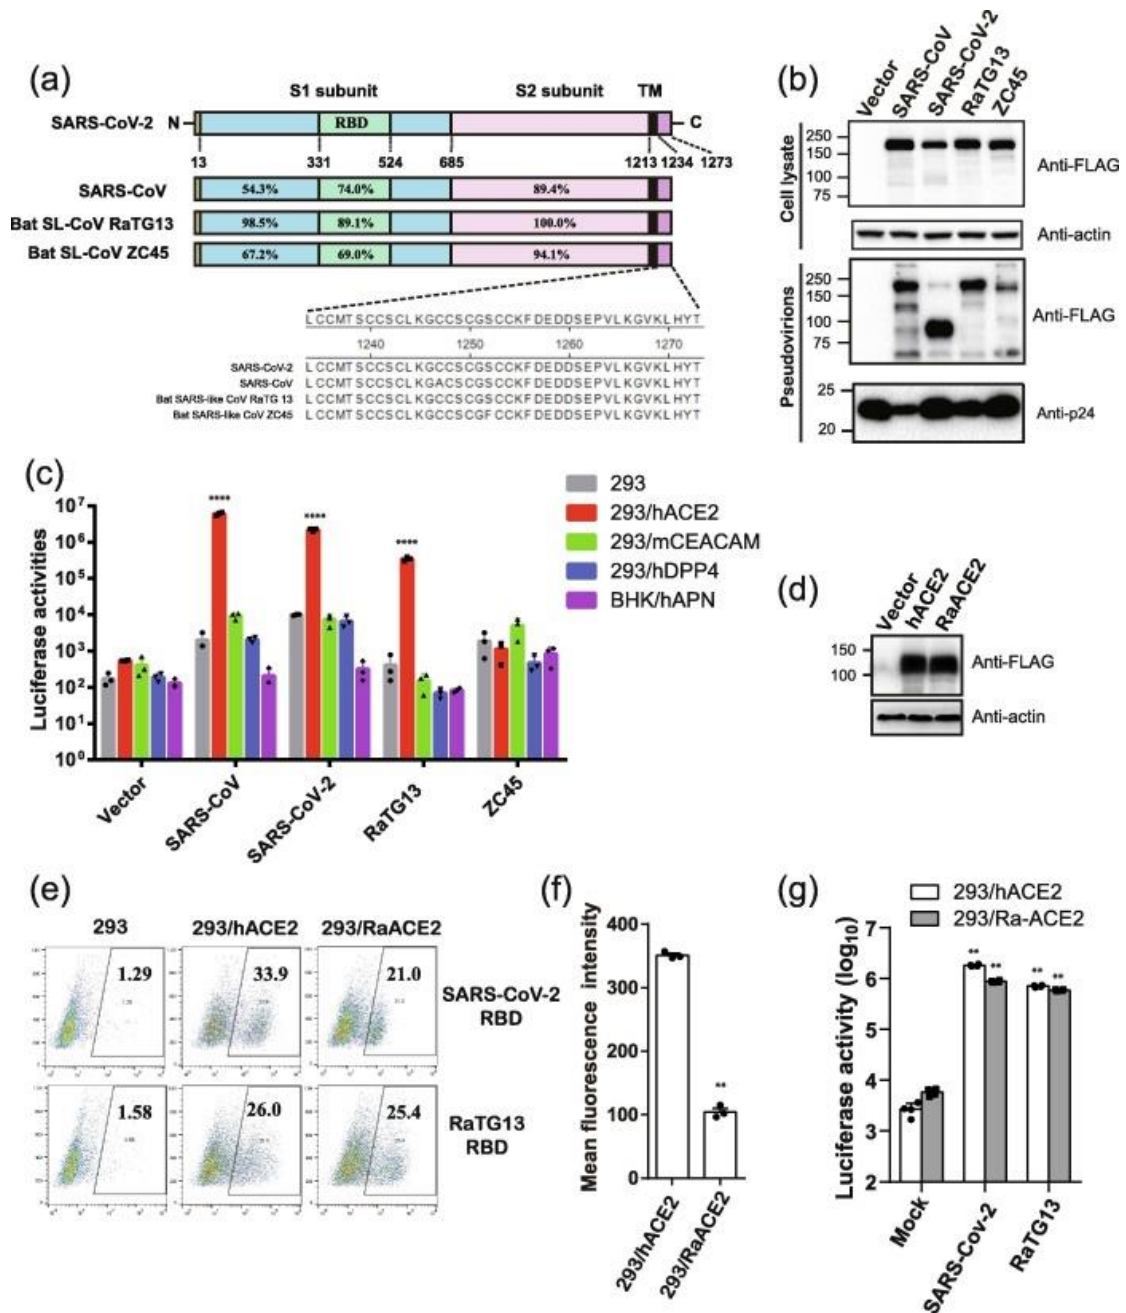 (a)
S1 subunit S2 subunit TM
SARS-CoV-2 N RBD C
13 331 524 685 1213 1234 1273
SARS-CoV 54.3% 74.0% 89.4%
Bat SL-CoV RaTG13 98.5% 89.1% 100.0%
Bat SL-CoV ZC45 67.2% 69.0% 94.1%
LCCMTSCCSCLKGCCSCGSCCKFDEDDSEPVLKGVKLHYT
1240 1250 1260 1270
SARS-CoV-2 LCCMTSCCSCLKGCCSCGSCCKFDEDDSEPVLKGVKLHYT
SARS-CoV LCCMTSCCSCLKGACSCGSCCKFDEDDSEPVLKGVKLHYT
Bat SARS-like CoV RaTG 13 LCCMTSCCSCLKGCCSCGSCCKFDEDDSEPVLKGVKLHYT
Bat SARS-like CoV ZC45 LCCMTSCCSCLKGCCSCGFCCKFDEDDSEPVLKGVKLHYT
(b)
Vector SARS-CoV SARS-CoV-2 RaTG13 ZC45
Cell lysate
250
150
100
75
Anti-FLAG
Anti-actin
Pseudovirions
250
150
100
75
Anti-FLAG
25
20
Anti-p24
(c)
Luciferase activities
10⁷
10⁶
10⁵
10⁴
10³
10²
10¹
10⁰
**** **** ****
293
293/hACE2
293/mCEACAM
293/hDPP4
BHK/hAPN
Vector SARS-CoV SARS-CoV-2 RaTG13 ZC45
(d)
Vector hACE2 RaACE2
150
100
Anti-FLAG
Anti-actin
(e)
293 293/hACE2 293/RaACE2
1.29 33.9 21.0
SARS-CoV-2
RBD
1.58 26.0 25.4
RaTG13
RBD
(f)
Mean fluorescence intensity
400
300
200
100
0
**
293/hACE2 293/RaACE2
(g)
293/hACE2
293/Ra-ACE2
Luciferase activity (log₁₀)
7
6
5
4
3
2
** ** ** **
Mock SARS-Cov-2 RaTG13